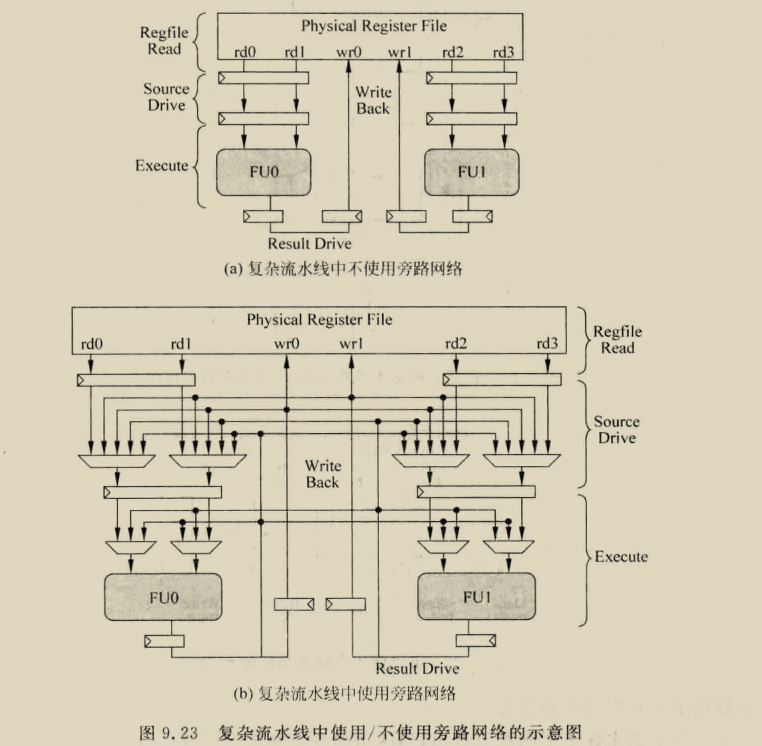 Physical Register File
Regfile
Read
rd0 rd1 wr0 wr1 rd2 rd3
Source
Drive
Write
Back
Execute
FU0 FU1
Result Drive
(a) 复杂流水线中不使用旁路网络
Physical Register File
rd0 rd1 wr0 wr1 rd2 rd3
Regfile
Read
Source
Drive
Write
Back
Execute
FU0 FU1
Result Drive
(b) 复杂流水线中使用旁路网络
图 9.23 复杂流水线中使用/不使用旁路网络的示意图